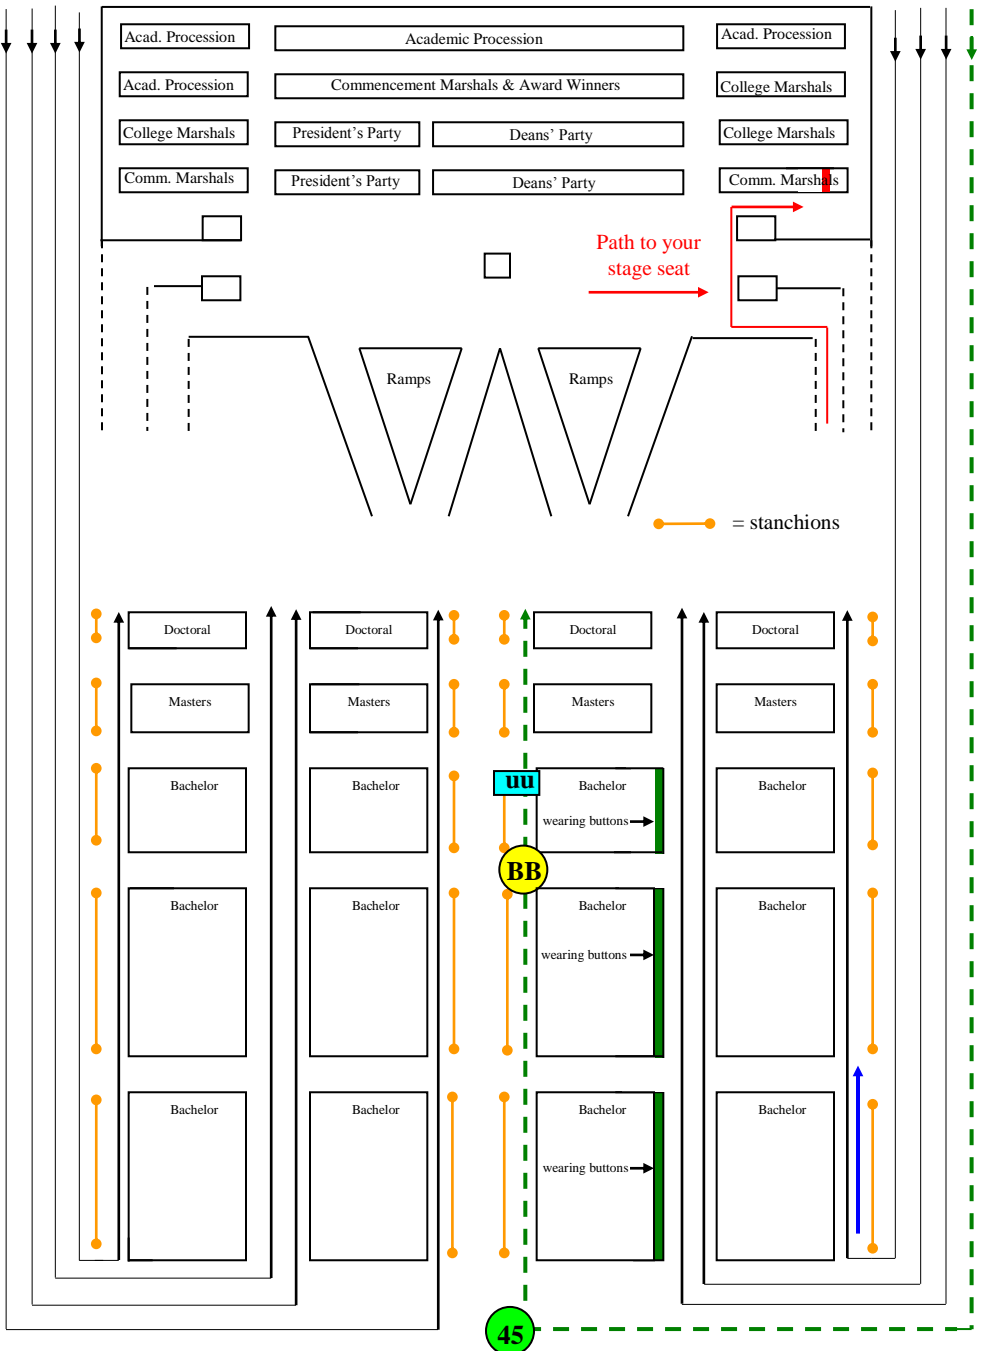 Acad. Procession
Academic Procession
Acad. Procession
Acad. Procession
Commencement Marshals & Award Winners
College Marshals
College Marshals
President's Party
Deans' Party
College Marshals
Comm. Marshals
President's Party
Deans' Party
Comm. Marshals
Path to your
stage seat
Ramps
Ramps
= stanchions
Doctoral
Doctoral
Doctoral
Doctoral
Masters
Masters
Masters
Masters
uu
Bachelor
Bachelor
Bachelor
Bachelor
wearing buttons
BB
Bachelor
Bachelor
Bachelor
Bachelor
wearing buttons
Bachelor
Bachelor
Bachelor
Bachelor
wearing buttons
45